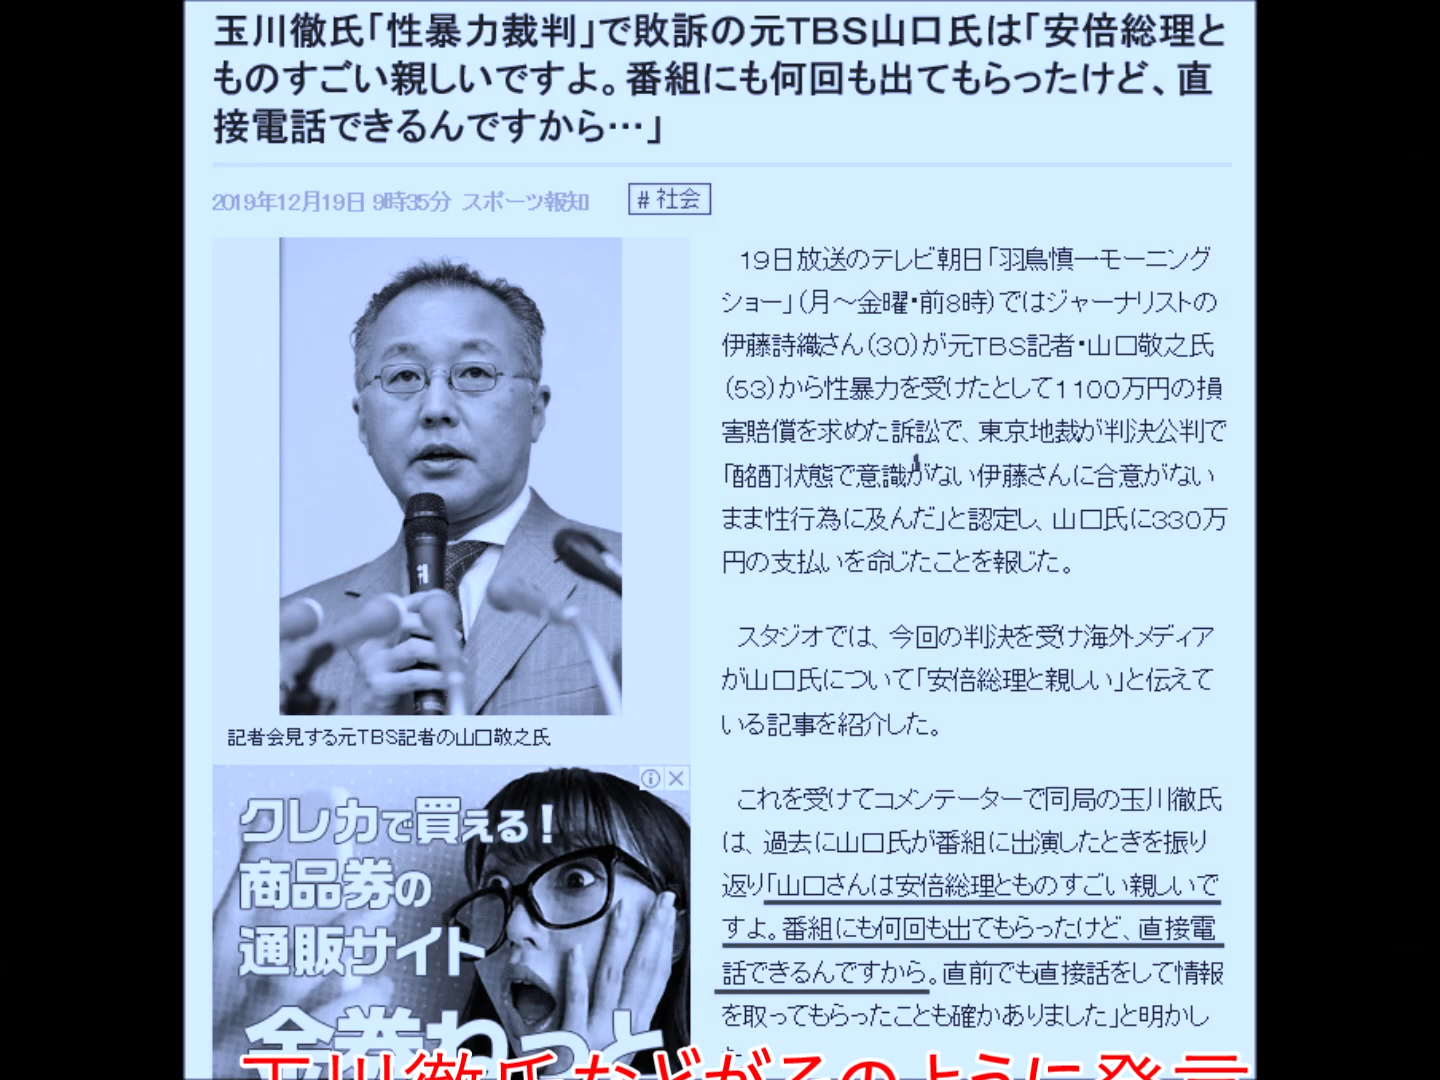 玉川徹氏「性暴力裁判」で敗訴の元TBS山口氏は「安倍総理と
ものすごい親しいですよ。番組にも何回も出てもらったけど、直
接電話できるんですから…」
2019年12月19日 9時35分 スポーツ報知
# 社会
記者会見する元TBS記者の山口敬之氏
クレカで買える!
商品券の
通販サイト
金券ねっと
19日放送のテレビ朝日「羽鳥慎一モーニング
ショー」(月〜金曜・前8時)ではジャーナリストの
伊藤詩織さん(30)が元TBS記者・山口敬之氏
(53)から性暴力を受けたとして1100万円の損
害賠償を求めた訴訟で、東京地裁が判決公判で
「酩酊状態で意識がない伊藤さんに合意がない
まま性行為に及んだ」と認定し、山口氏に330万
円の支払いを命じたことを報じた。
スタジオでは、今回の判決を受け海外メディア
が山口氏について「安倍総理と親しい」と伝えて
いる記事を紹介した。
これを受けてコメンテーターで同局の玉川徹氏
は、過去に山口氏が番組に出演したときを振り
返り「山口さんは安倍総理とものすごい親しいで
すよ。番組にも何回も出てもらったけど、直接電
話できるんですから。直前でも直接話をして情報
を取ってもらったことも確かありました」と明かし
玉川徹氏などがそのように発言